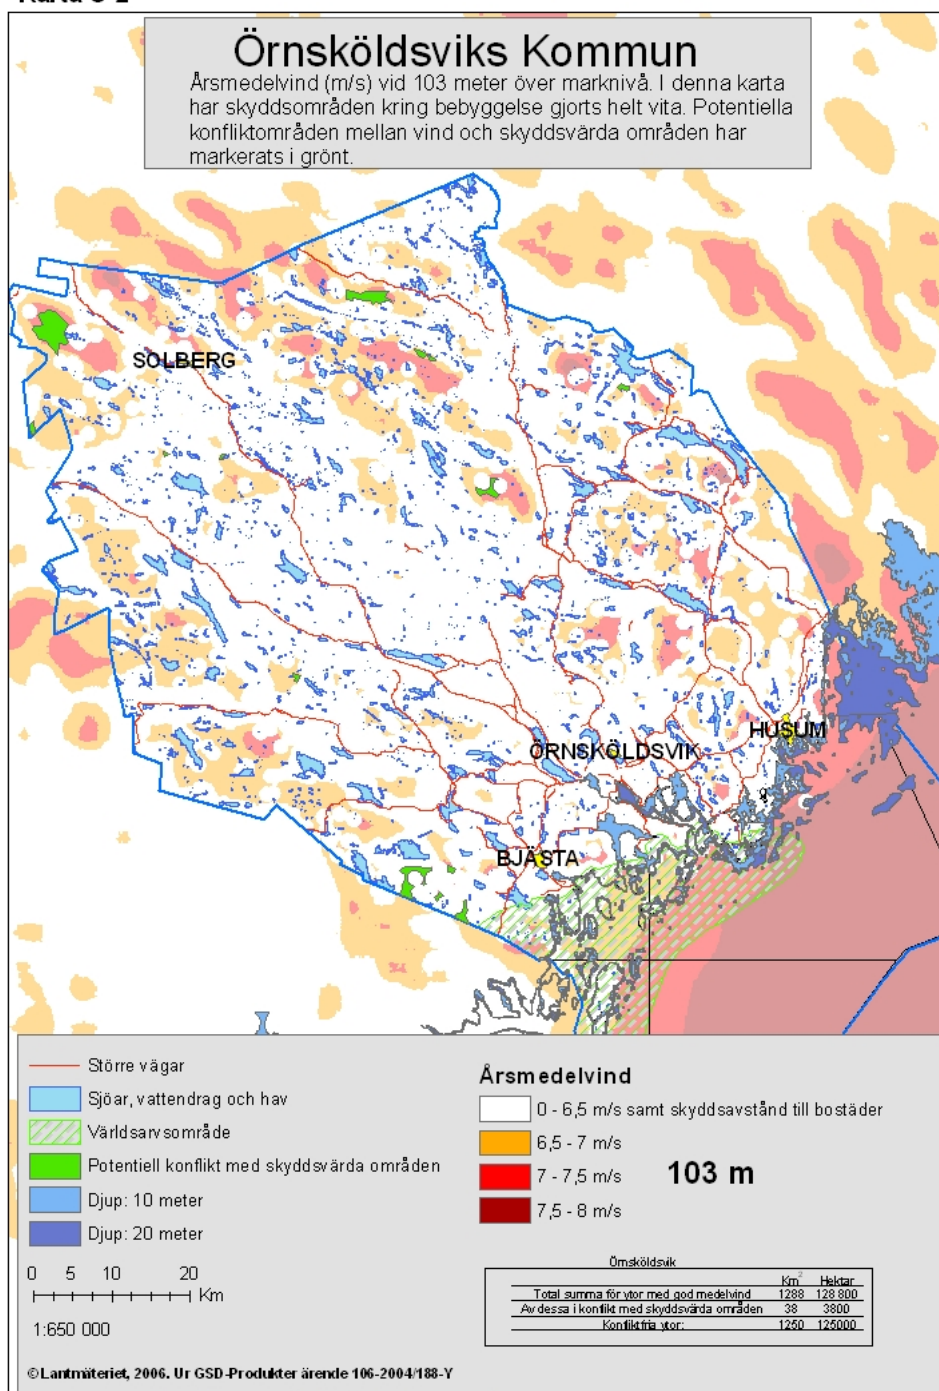 Karta C 2
Örnsköldsviks Kommun
Årsmedelvind (m/s) vid 103 meter över marknivå. I denna karta
har skyddsområden kring bebyggelse gjorts helt vita. Potentiella
konfliktområden mellan vind och skyddsvärda områden har
markerats i grönt.
SOLBERG
HUSUM
ÖRNSKÖLDSVIK
BJÄSTA
Större vägar
Sjöar, vattendrag och hav
Världsarvsområde
Potentiell konflikt med skyddsvärda områden
Djup: 10 meter
Djup: 20 meter
0 5 10 20
Km
1:650 000
Årsmedelvind
0 - 6,5 m/s samt skyddsavstånd till bostäder
6,5 - 7 m/s
7 - 7,5 m/s
7,5 - 8 m/s
103 m
Örnsköldsvik
Km² Hektar
Total summa för ytor med god medelvind 1288 128 800
Av dessa i konflikt med skyddsvärda områden 38 3800
Konfliktfria ytor: 1250 125000
© Lantmäteriet, 2006. Ur GSD-Produkter ärende 106-2004/188-Y